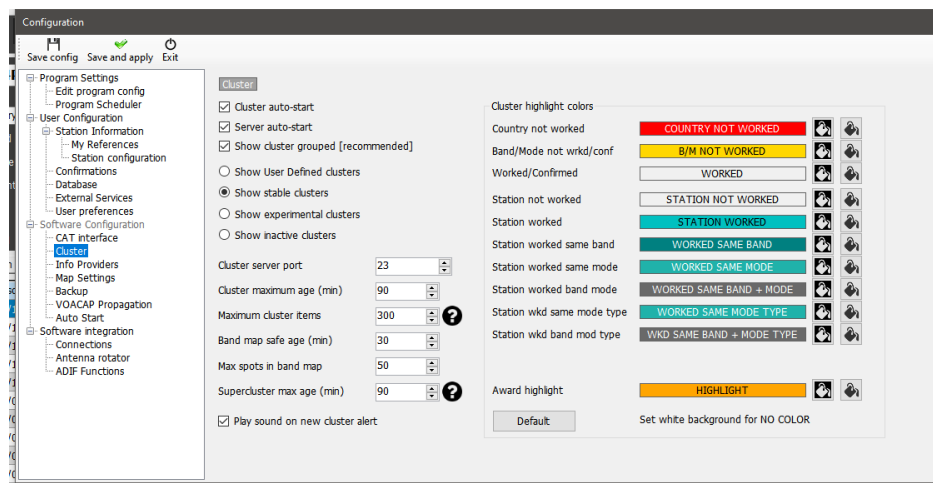 Configuration
Save config Save and apply Exit
Program Settings
Edit program config
Program Scheduler
User Configuration
Station Information
My References
Station configuration
Confirmations
Database
External Services
User preferences
Software Configuration
CAT interface
Cluster
Info Providers
Map Settings
Backup
VOACAP Propagation
Auto Start
Software integration
Connections
Antenna rotator
ADIF Functions
Cluster
Cluster auto-start
Server auto-start
Show cluster grouped [recommended]
Show User Defined clusters
Show stable clusters
Show experimental clusters
Show inactive clusters
Cluster server port 23
Cluster maximum age (min) 90
Maximum cluster items 300 ?
Band map safe age (min) 30
Max spots in band map 50
Supercluster max age (min) 90 ?
Play sound on new cluster alert
Cluster highlight colors
Country not worked COUNTRY NOT WORKED
Band/Mode not wrkd/conf B/M NOT WORKED
Worked/Confirmed WORKED
Station not worked STATION NOT WORKED
Station worked STATION WORKED
Station worked same band WORKED SAME BAND
Station worked same mode WORKED SAME MODE
Station worked band mode WORKED SAME BAND + MODE
Station wkd same mode type WORKED SAME MODE TYPE
Station wkd band mod type WKD SAME BAND + MODE TYPE
Award highlight HIGHLIGHT
Default Set white background for NO COLOR